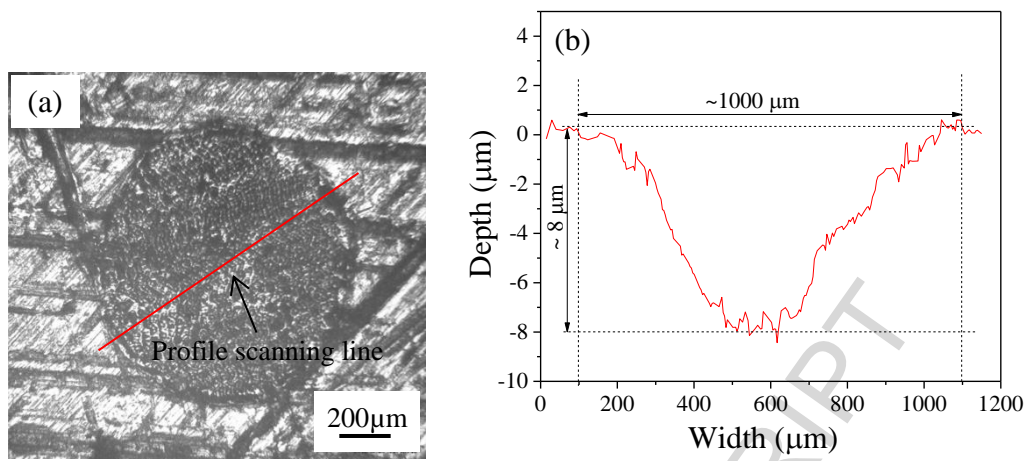 (a)
Profile scanning line
200µm
(b)
4
2
0
-2
-4
-6
-8
-10
Depth (µm)
~1000 µm
~ 8 µm
0
200
400
600
800
1000
1200
Width (µm)
RIPT